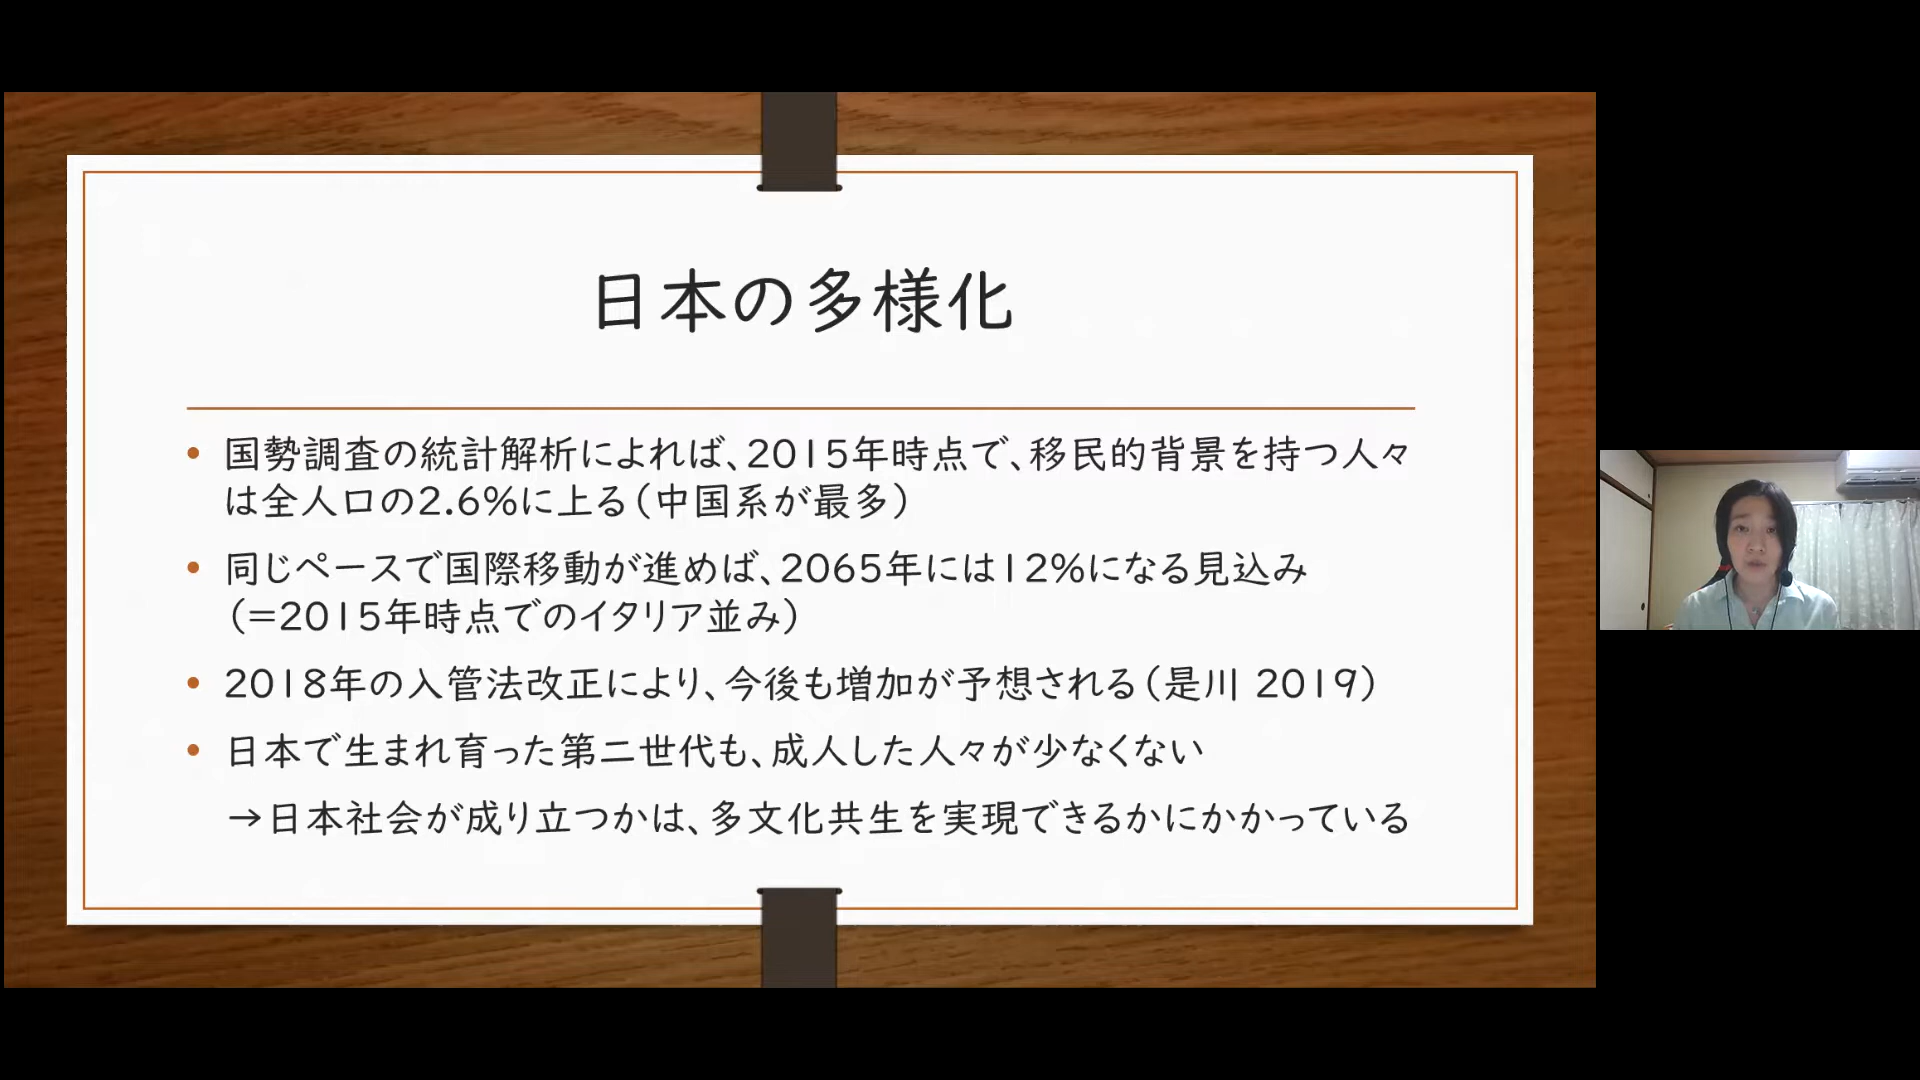 日本の多様化
• 国勢調査の統計解析によれば、2015年時点で、移民的背景を持つ人々
は全人口の2.6%に上る（中国系が最多）
• 同じペースで国際移動が進めば、2065年には12%になる見込み
（=2015年時点でのイタリア並み）
• 2018年の入管法改正により、今後も増加が予想される（是川 2019）
• 日本で生まれ育った第二世代も、成人した人々が少なくない
→日本社会が成り立つかは、多文化共生を実現できるかにかかっている